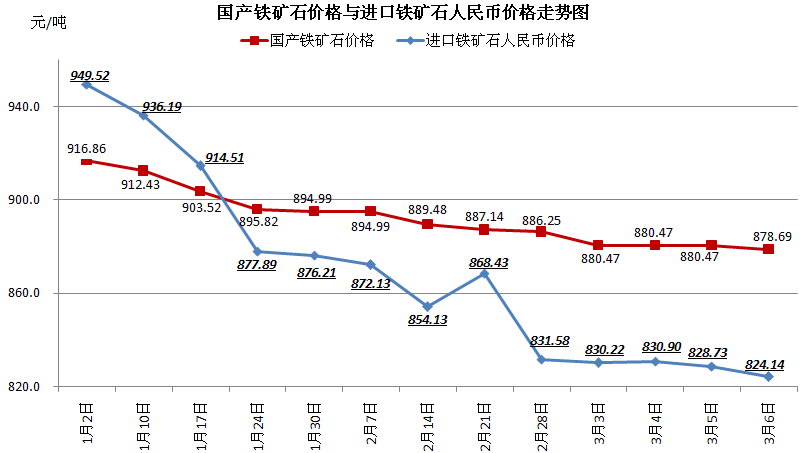 国产铁矿石价格与进口铁矿石人民币价格走势图
元/吨
国产铁矿石价格 进口铁矿石人民币价格
949.52
940.0
936.19
916.86
914.51
912.43
903.52
900.0
895.82
894.99
894.99
889.48
887.14
886.25
880.47
880.47
880.47
878.69
877.89
876.21
872.13
868.43
860.0
854.13
831.58
830.22
830.90
828.73
824.14
820.0
1月2日
1月10日
1月17日
1月24日
1月30日
2月7日
2月14日
2月21日
2月28日
3月3日
3月4日
3月5日
3月6日